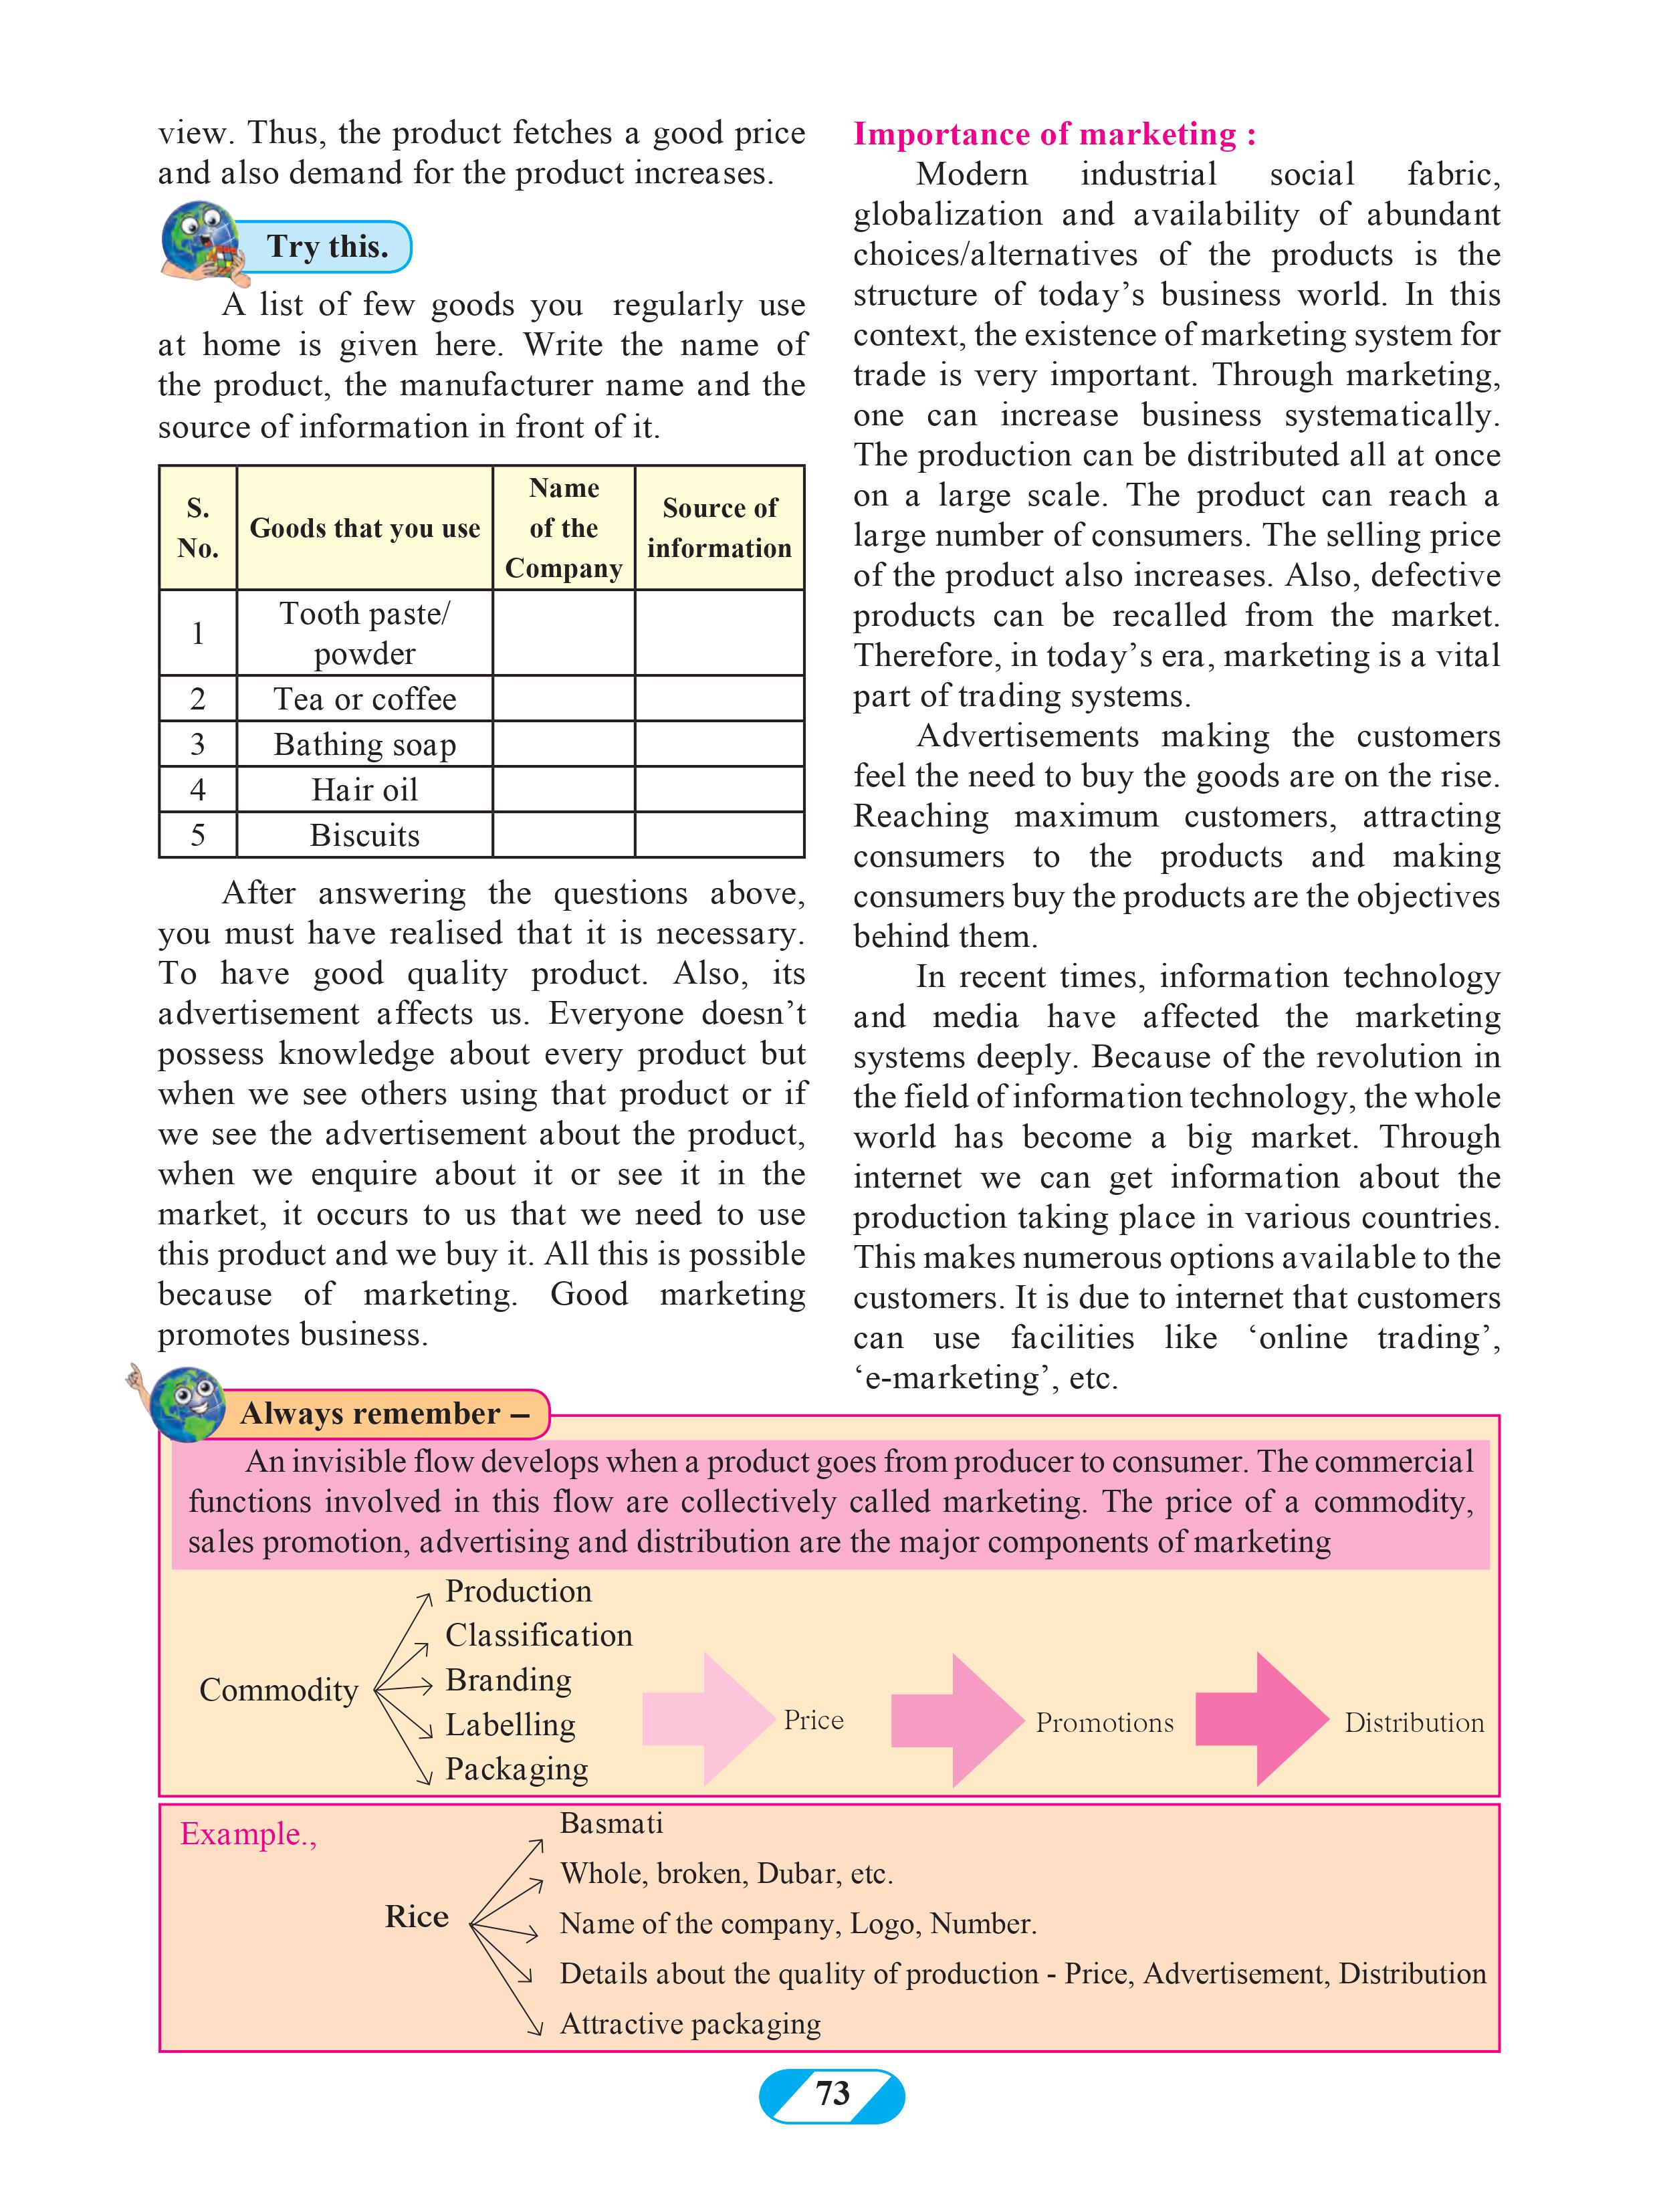 view. Thus, the product fetches a good price
and also demand for the product increases.
Try this.
A list of few goods you regularly use
at home is given here. Write the name of
the product, the manufacturer name and the
source of information in front of it.
S. No. Goods that you use Name of the Company Source of information
1 Tooth paste/ powder
2 Tea or coffee
3 Bathing soap
4 Hair oil
5 Biscuits
After answering the questions above,
you must have realised that it is necessary.
To have good quality product. Also, its
advertisement affects us. Everyone doesn’t
possess knowledge about every product but
when we see others using that product or if
we see the advertisement about the product,
when we enquire about it or see it in the
market, it occurs to us that we need to use
this product and we buy it. All this is possible
because of marketing. Good marketing
promotes business.
Importance of marketing :
Modern industrial social fabric,
globalization and availability of abundant
choices/alternatives of the products is the
structure of today’s business world. In this
context, the existence of marketing system for
trade is very important. Through marketing,
one can increase business systematically.
The production can be distributed all at once
on a large scale. The product can reach a
large number of consumers. The selling price
of the product also increases. Also, defective
products can be recalled from the market.
Therefore, in today’s era, marketing is a vital
part of trading systems.
Advertisements making the customers
feel the need to buy the goods are on the rise.
Reaching maximum customers, attracting
consumers to the products and making
consumers buy the products are the objectives
behind them.
In recent times, information technology
and media have affected the marketing
systems deeply. Because of the revolution in
the field of information technology, the whole
world has become a big market. Through
internet we can get information about the
production taking place in various countries.
This makes numerous options available to the
customers. It is due to internet that customers
can use facilities like ‘online trading’,
‘e-marketing’, etc.
Always remember –
An invisible flow develops when a product goes from producer to consumer. The commercial
functions involved in this flow are collectively called marketing. The price of a commodity,
sales promotion, advertising and distribution are the major components of marketing
Commodity
Production
Classification
Branding
Labelling
Packaging
Price
Promotions
Distribution
Example.,
Rice
Basmati
Whole, broken, Dubar, etc.
Name of the company, Logo, Number.
Details about the quality of production - Price, Advertisement, Distribution
Attractive packaging
73